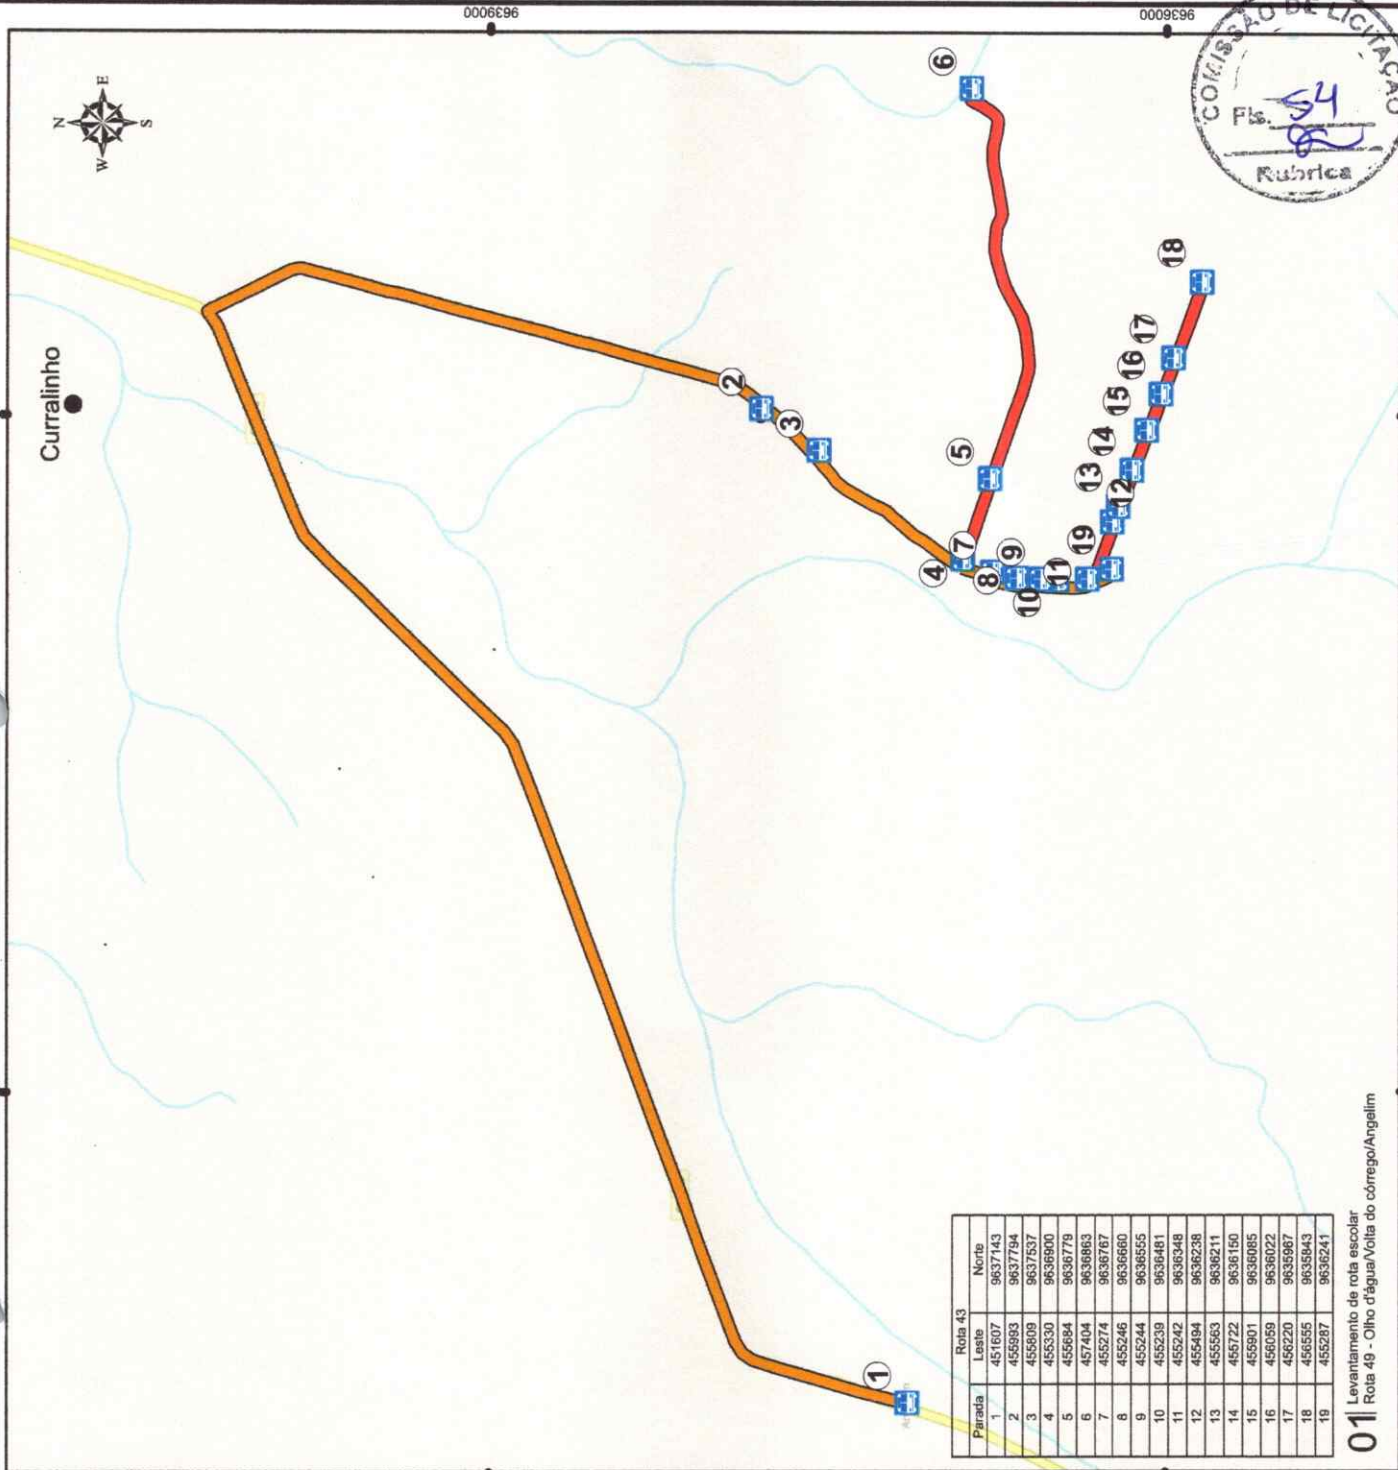 9639000
9636000
COMISSÃO DE LICITAÇÃO
Fls. 54
Rubrica
N
E
W
S
Curralinho
6
18
2
17
16
3
15
5
14
13
12
7
9
19
4
8
11
10
1
Rota 43
Parada Leste Norte
1 451607 9637143
2 455993 9637794
3 455809 9637537
4 455330 9636900
5 455684 9636779
6 457404 9636863
7 455274 9636767
8 455246 9636660
9 455244 9636555
10 455239 9636481
11 455242 9636348
12 455494 9636238
13 455563 9636211
14 455722 9636150
15 455901 9636085
16 456059 9636022
17 456220 9635967
18 456555 9635843
19 455287 9636241
01 Levantamento de rota escolar
Rota 49 - Olho d'água/Volta do córrego/Angelim